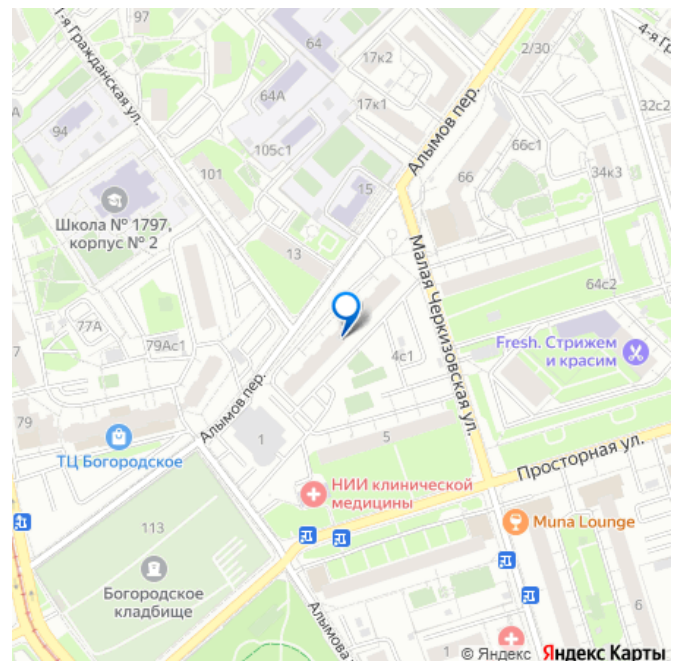 1-я Гражданская ул.
64
17к2
2/30
4-я Гр
64А
17к1
Алымов пер.
32с2
94
105с1
66с1
101
15
66
34к3
Школа № 1797,
корпус № 2
13
Малая Черкизовская ул.
64с2
77А
79Ас1
Fresh. Стрижем
и красим
4с1
Алымов пер.
79
1
5
ТЦ Богородское
Просторная ул.
НИИ клинической
медицины
113
Muna Lounge
Богородское
кладбище
Алымова
6
1
© Яндекс Яндекс Карты